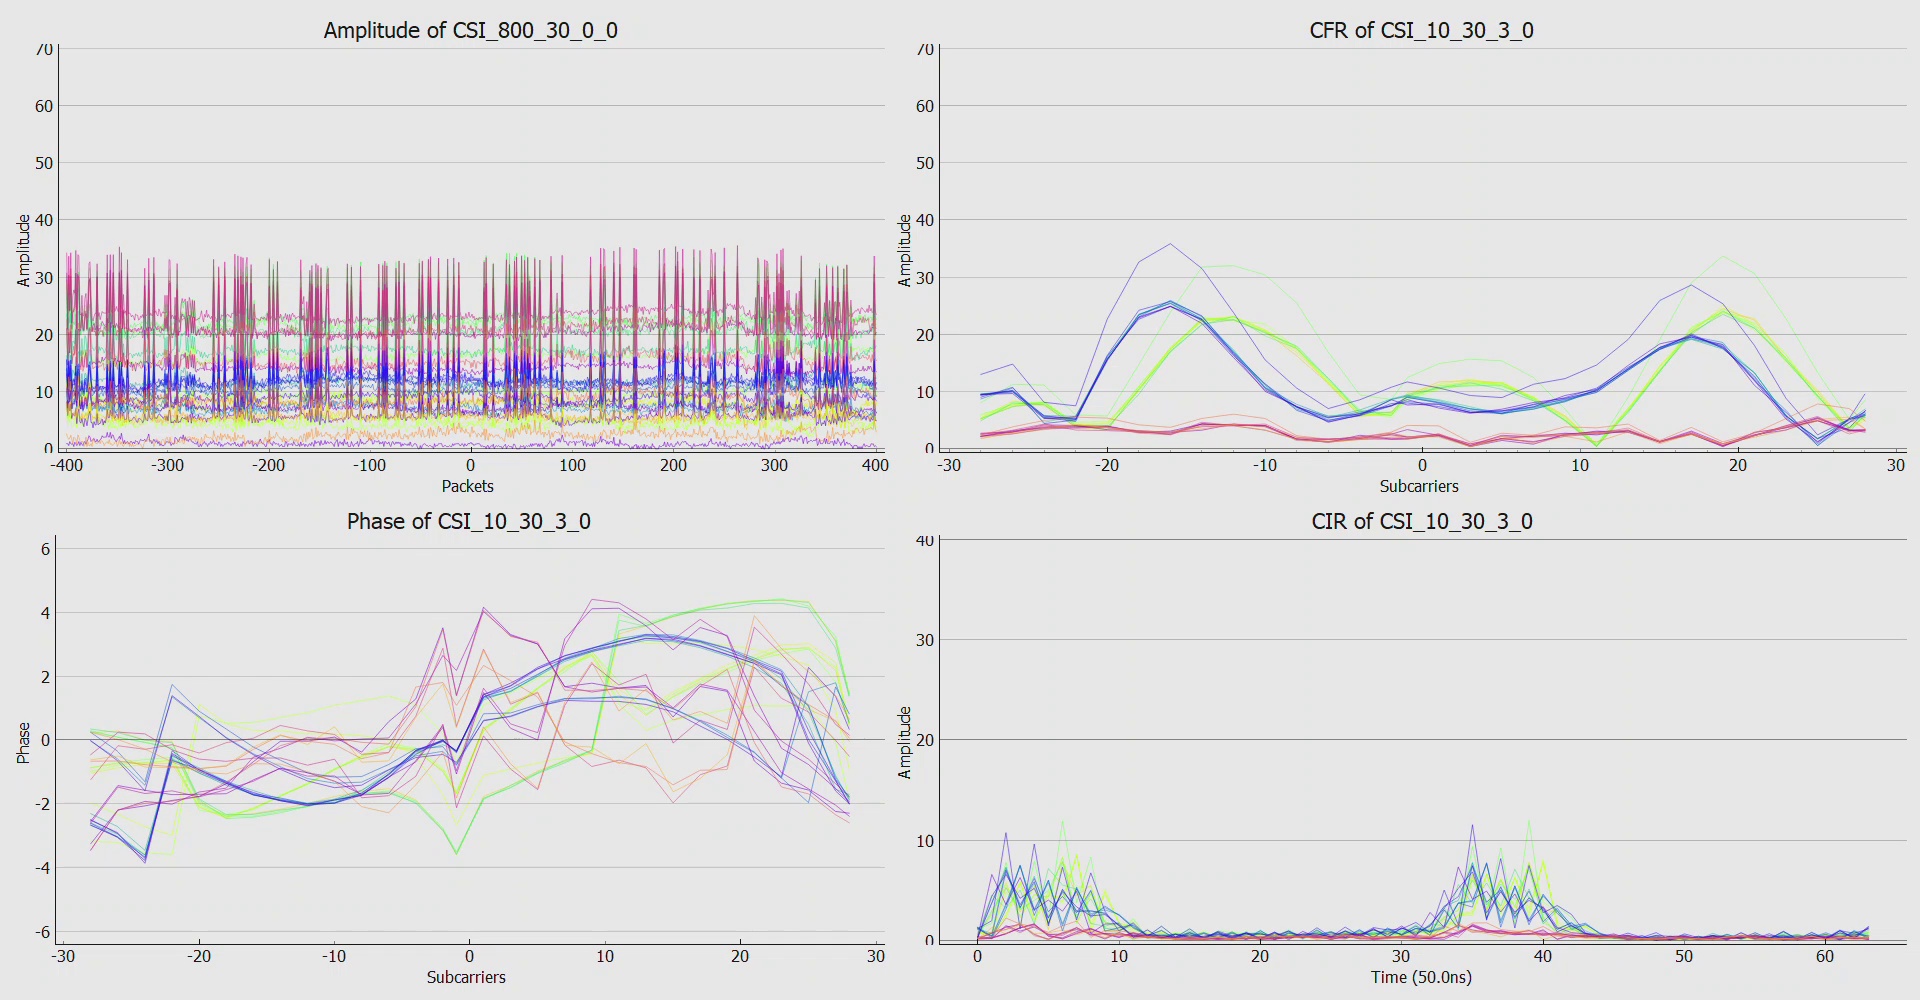 Amplitude of CSI_800_30_0_0
70
60
50
40
30
20
10
0
Amplitude
-400 -300 -200 -100 0 100 200 300 400
Packets
CFR of CSI_10_30_3_0
70
60
50
40
30
20
10
0
Amplitude
-30 -20 -10 0 10 20 30
Subcarriers
Phase of CSI_10_30_3_0
6
4
2
0
-2
-4
-6
Phase
-30 -20 -10 0 10 20 30
Subcarriers
CIR of CSI_10_30_3_0
40
30
20
10
0
Amplitude
0 10 20 30 40 50 60
Time (50.0ns)